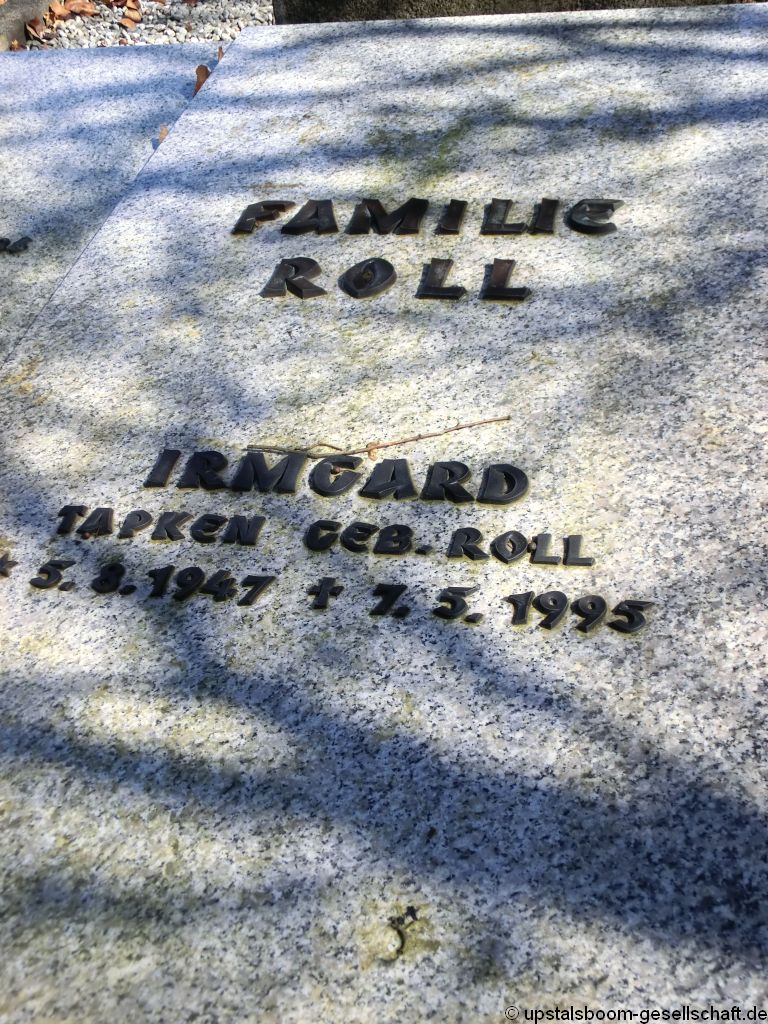 FAMILIE
ROLL
IRMGARD
TAPKEN GEB. ROLL
* 5. 8. 1947 † 7. 5. 1995
© upstalsboom-gesellschaft.de